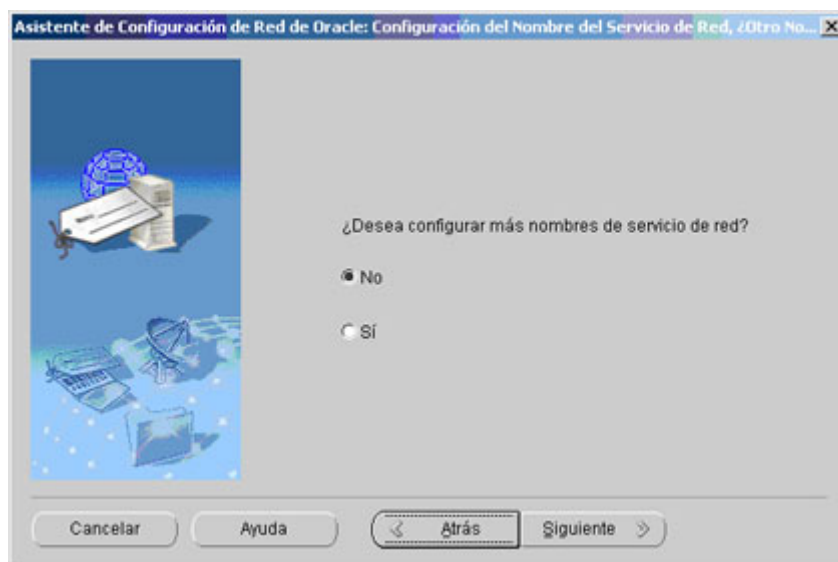 Asistente de Configuración de Red de Oracle: Configuración del Nombre del Servicio de Red, ¿Otro No...
¿Desea configurar más nombres de servicio de red?
No
Sí
Cancelar
Ayuda
Atrás
Siguiente